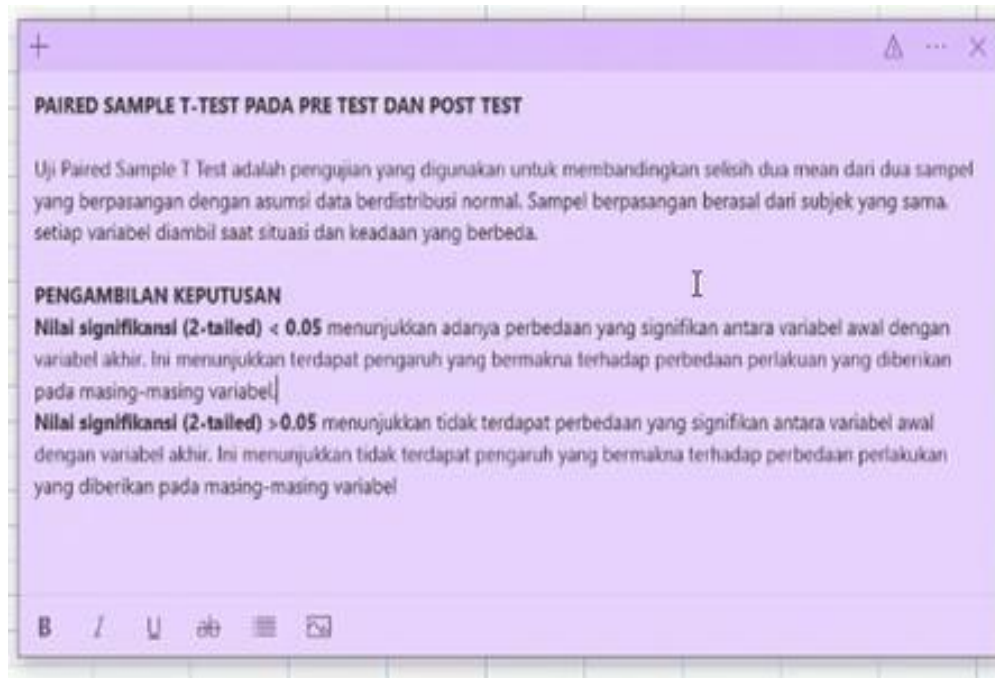 PAIRED SAMPLE T-TEST PADA PRE TEST DAN POST TEST
Uji Paired Sample T Test adalah pengujian yang digunakan untuk membandingkan selisih dua mean dari dua sampel
yang berpasangan dengan asumsi data berdistribusi normal. Sampel berpasangan berasal dari subjek yang sama,
setiap variabel diambil saat situasi dan keadaan yang berbeda.
PENGAMBILAN KEPUTUSAN
Nilai signifikansi (2-tailed) < 0.05 menunjukkan adanya perbedaan yang signifikan antara variabel awal dengan
variabel akhir. Ini menunjukkan terdapat pengaruh yang bermakna terhadap perbedaan perlakuan yang diberikan
pada masing-masing variabel.
Nilai signifikansi (2-tailed) >0.05 menunjukkan tidak terdapat perbedaan yang signifikan antara variabel awal
dengan variabel akhir. Ini menunjukkan tidak terdapat pengaruh yang bermakna terhadap perbedaan perlakukan
yang diberikan pada masing-masing variabel
B I U ab